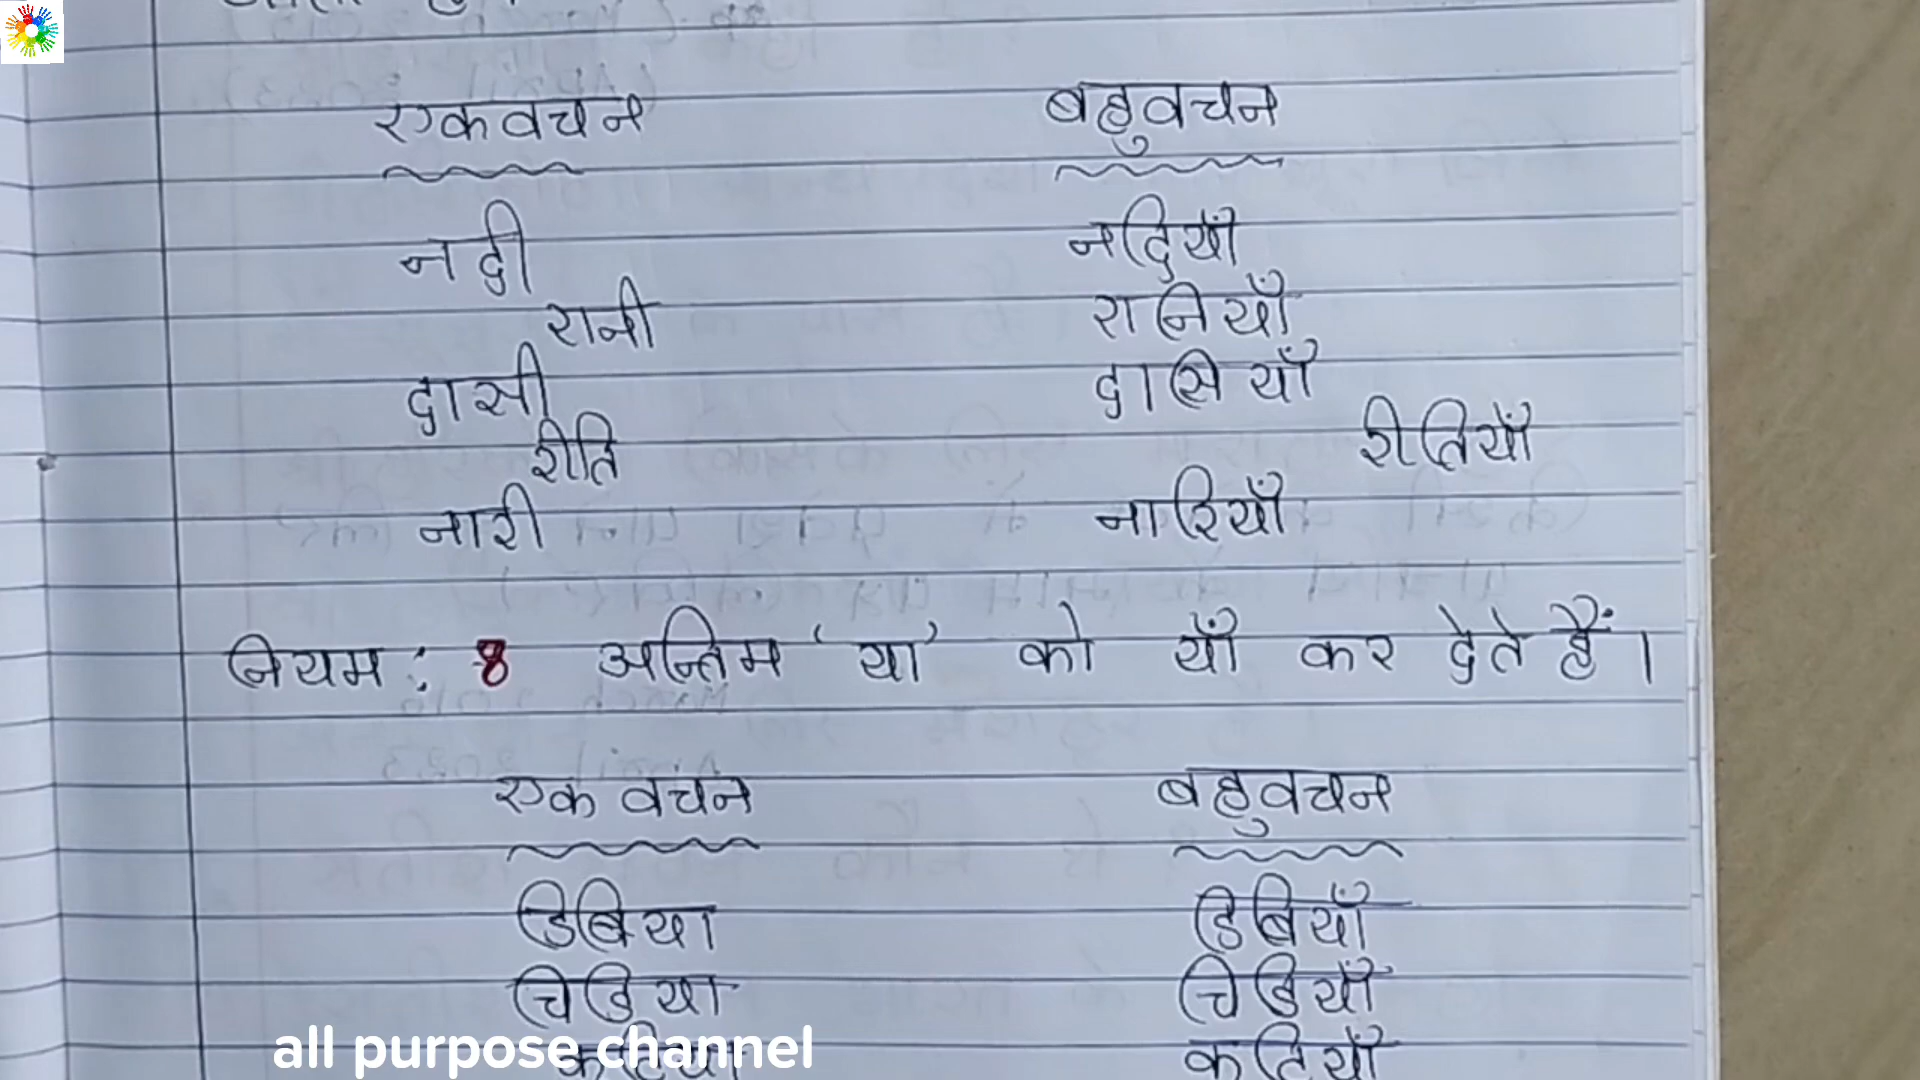 एकवचन बहुवचन
नदी नदियाँ
रानी रानियाँ
दासी दासियाँ
रीति रीतियाँ
नारी नारियाँ
नियम : 8 अन्तिम 'या' को याँ कर देते हैं।
एक वचन बहुवचन
डिबिया डिबियाँ
चिडिया चिडियाँ
all purpose channel